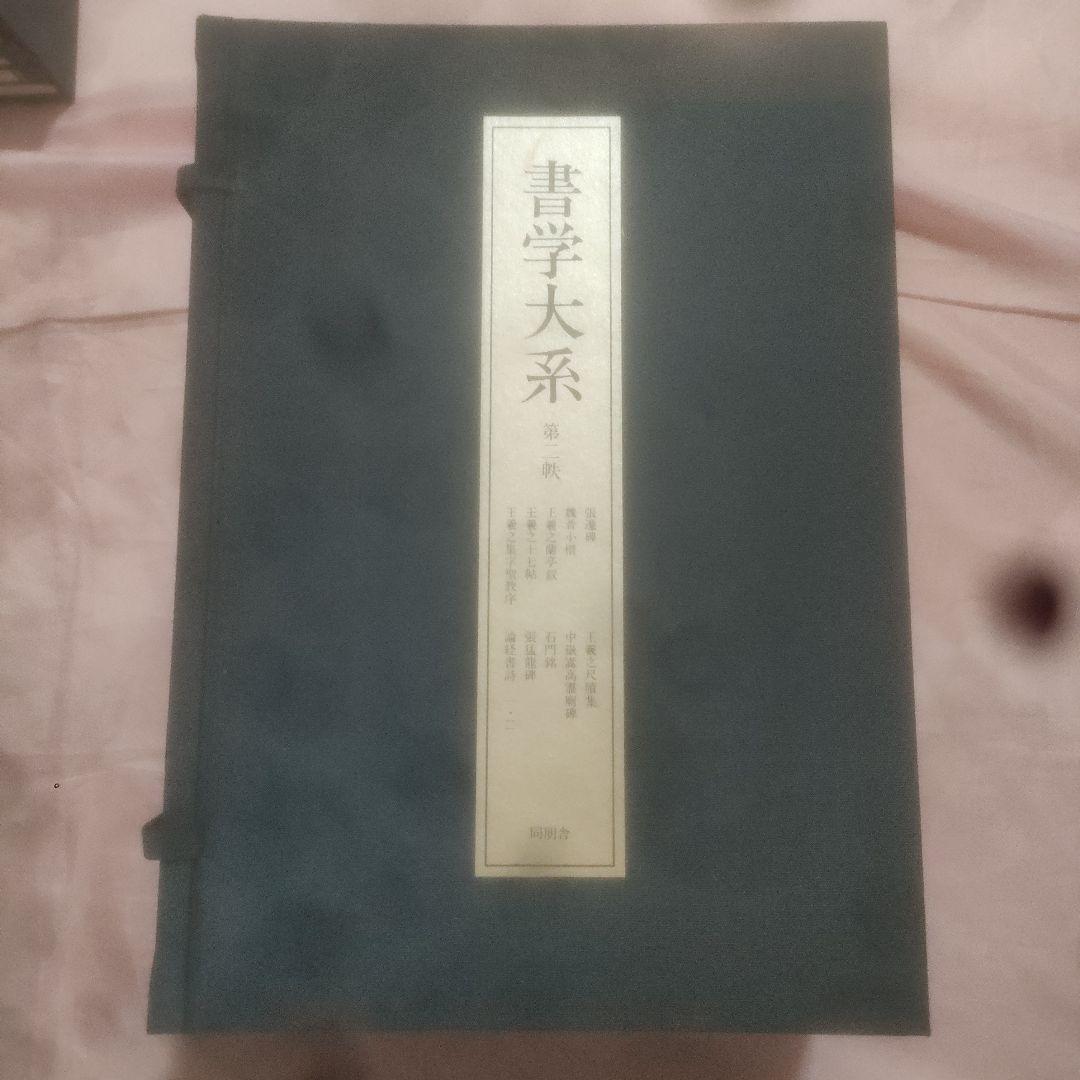 書学大系
第二帙
張遷碑
魏晋小楷
王羲之蘭亭叙
王羲之十七帖
王羲之集字聖教序
王羲之尺牘集
中嶽嵩高靈廟碑
石門銘
張猛龍碑
論経書詩
同朋舎